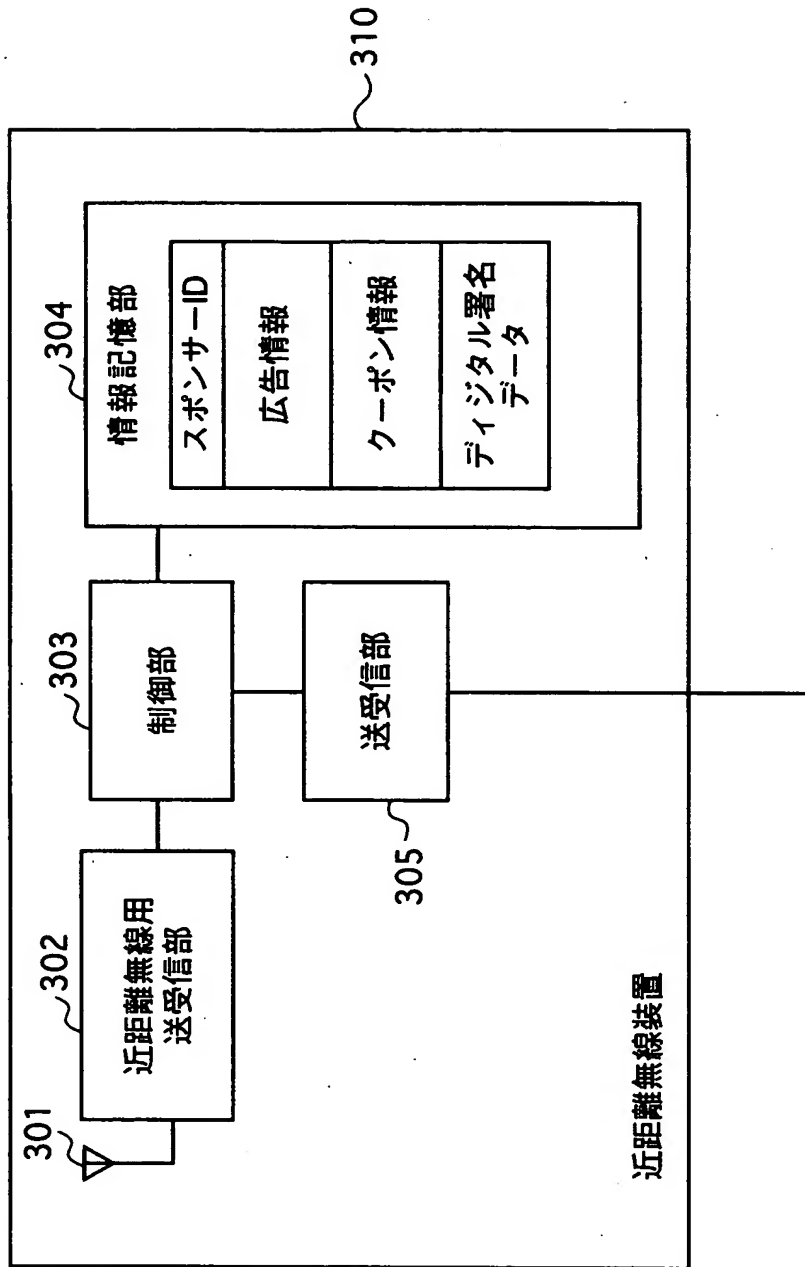 310
304
情報記憶部
スポンサーID
広告情報
クーポン情報
ディジタル署名
データ
303
制御部
送受信部
305
302
近距離無線用
送受信部
301
近距離無線装置